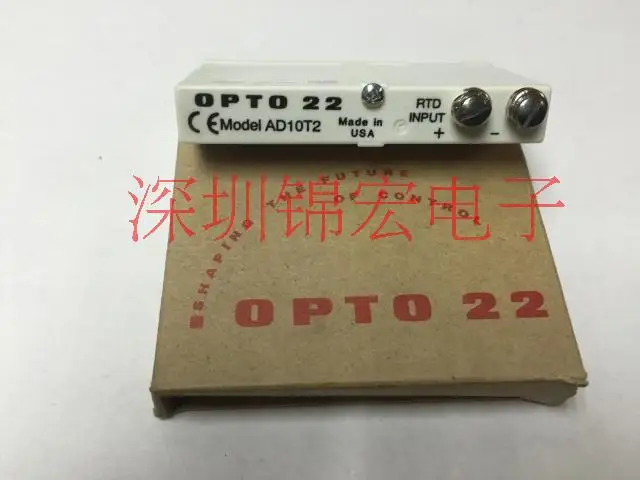 OPTO 22
CE Model AD10T2
Made in
USA
RTD
INPUT
+ -
深圳锦宏电子
SHAPING THE FUTURE
OF CONTROL
OPTO 22